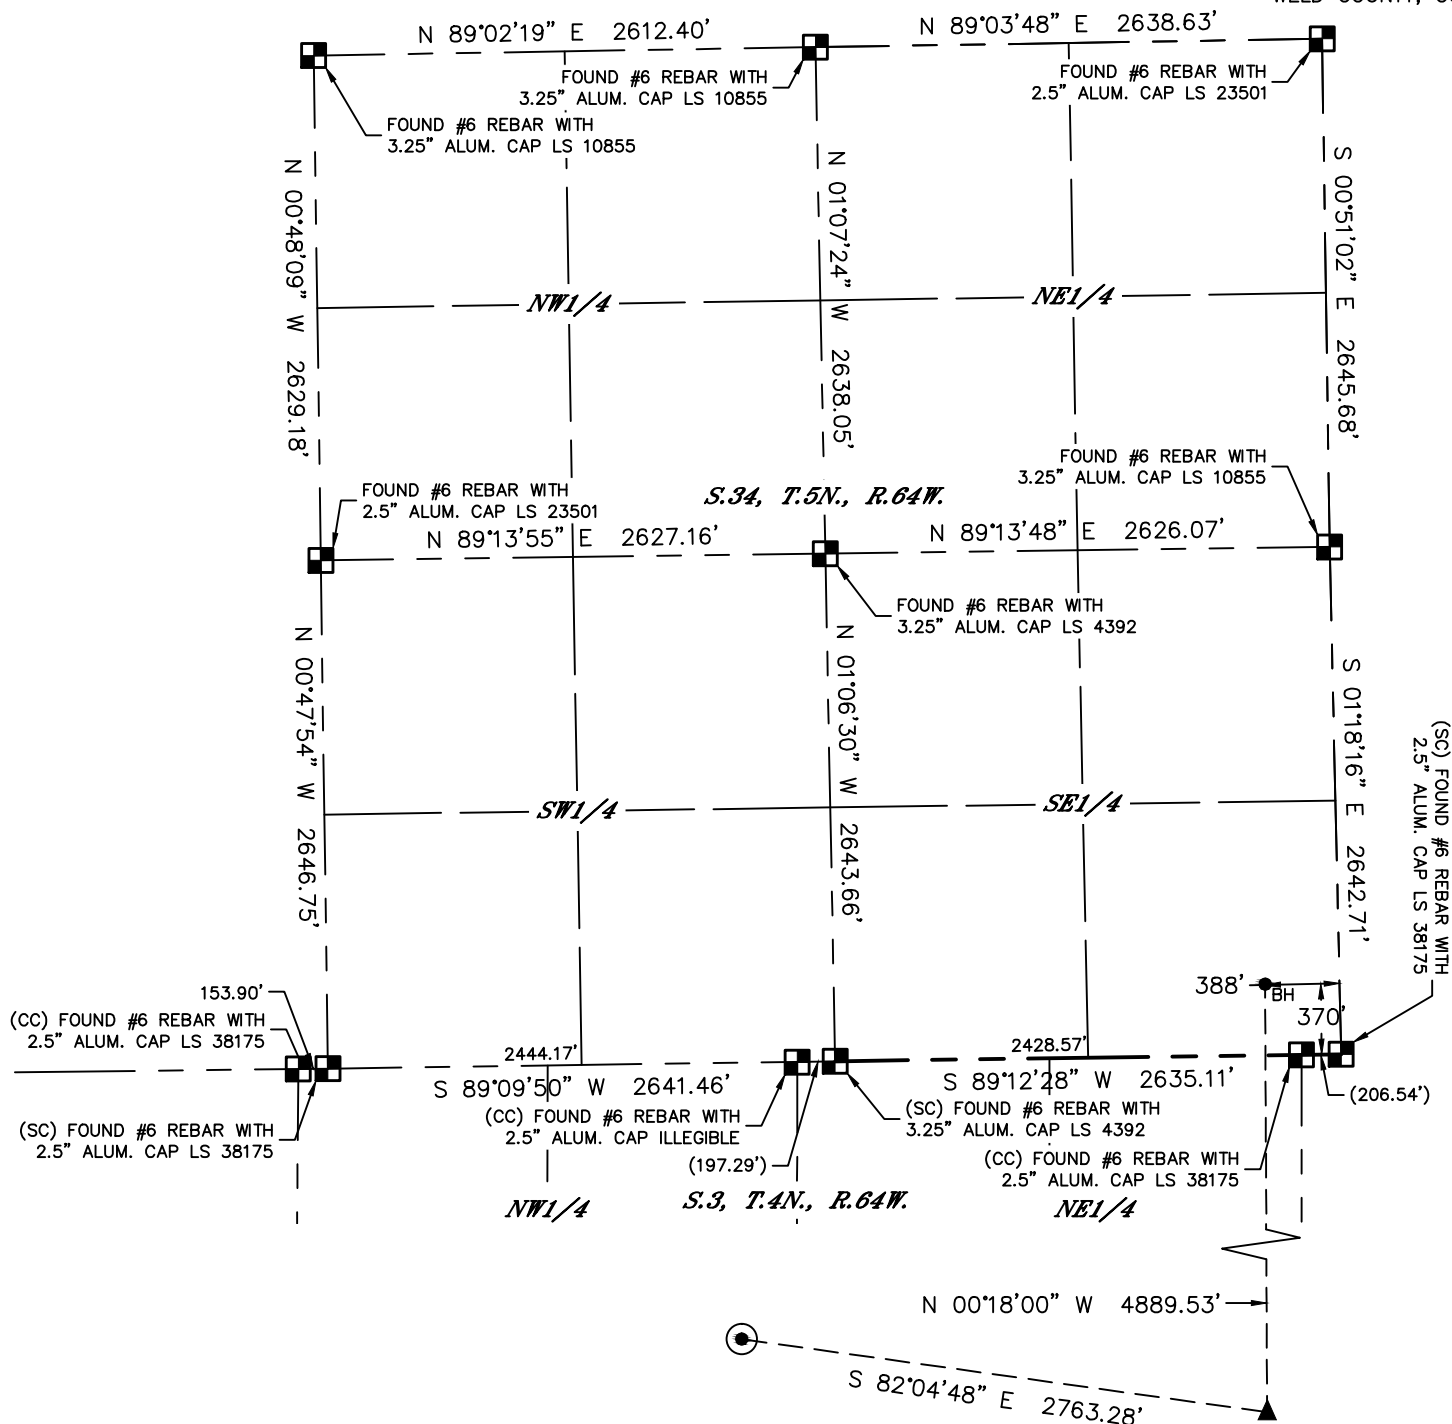 N 89°02'19" E 2612.40'
N 89°03'48" E 2638.63'
FOUND #6 REBAR WITH
3.25" ALUM. CAP LS 10855
FOUND #6 REBAR WITH
2.5" ALUM. CAP LS 23501
FOUND #6 REBAR WITH
3.25" ALUM. CAP LS 10855
N 00°48'09" W 2629.18'
N 01°07'24" W 2638.05'
S 00°51'02" E 2645.68'
NW1/4
NE1/4
FOUND #6 REBAR WITH
3.25" ALUM. CAP LS 10855
FOUND #6 REBAR WITH
2.5" ALUM. CAP LS 23501
S.34, T.5N., R.64W.
N 89°13'55" E 2627.16'
N 89°13'48" E 2626.07'
FOUND #6 REBAR WITH
3.25" ALUM. CAP LS 4392
N 00°47'54" W 2646.75'
N 01°06'30" W 2643.66'
S 01°18'16" E 2642.71'
(SC) FOUND #6 REBAR WITH
2.5" ALUM. CAP LS 38175
SW1/4
SE1/4
388'
BH
370'
153.90'
(CC) FOUND #6 REBAR WITH
2.5" ALUM. CAP LS 38175
2444.17'
2428.57'
S 89°09'50" W 2641.46'
S 89°12'28" W 2635.11'
(206.54')
(SC) FOUND #6 REBAR WITH
2.5" ALUM. CAP LS 38175
(CC) FOUND #6 REBAR WITH
2.5" ALUM. CAP ILLEGIBLE
(SC) FOUND #6 REBAR WITH
3.25" ALUM. CAP LS 4392
(197.29')
(CC) FOUND #6 REBAR WITH
2.5" ALUM. CAP LS 38175
NW1/4
S.3, T.4N., R.64W.
NE1/4
N 00°18'00" W 4889.53'
S 82°04'48" E 2763.28'